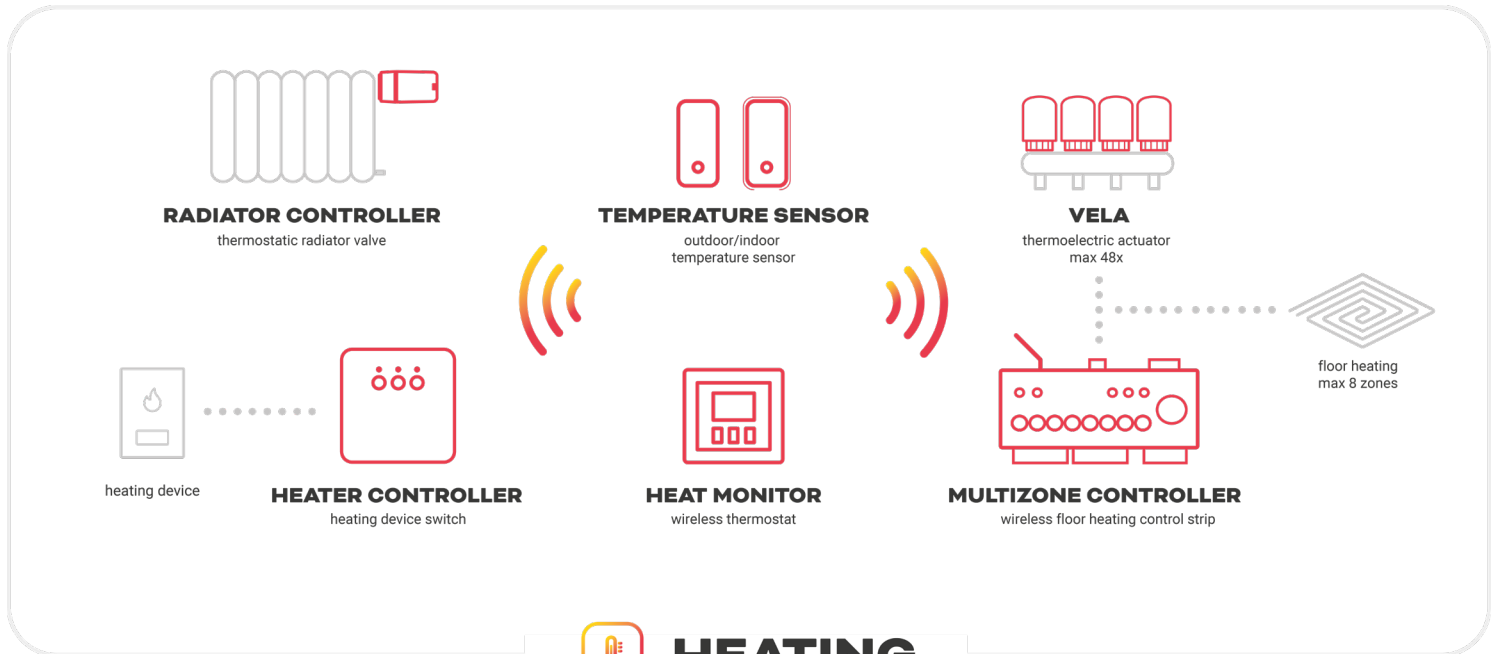 RADIATOR CONTROLLER
thermostatic radiator valve
TEMPERATURE SENSOR
outdoor/indoor
temperature sensor
VELA
thermoelectric actuator
max 48x
floor heating
max 8 zones
heating device
HEATER CONTROLLER
heating device switch
HEAT MONITOR
wireless thermostat
MULTIZONE CONTROLLER
wireless floor heating control strip
HEATING